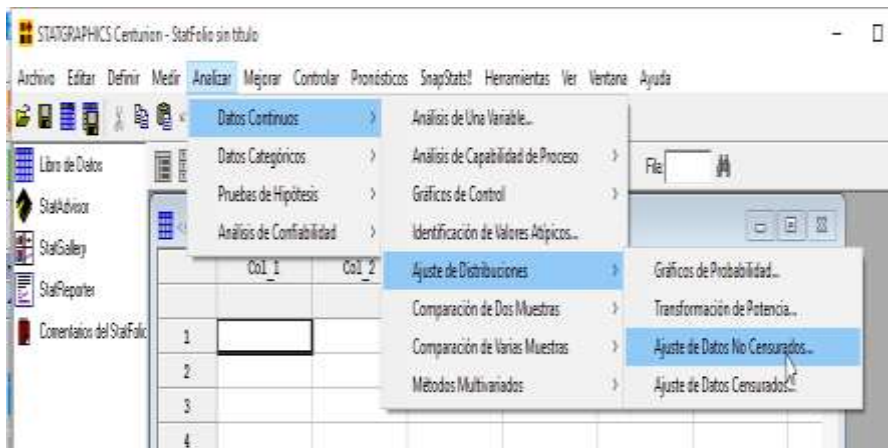 STATGRAPHICS Centurion - StatFolio sin título
Archivo Editar Definir Medir Analizar Mejorar Controlar Pronósticos SnapStats!! Herramientas Ver Ventana Ayuda
Datos Continuos
Datos Categóricos
Pruebas de Hipótesis
Análisis de Confiabilidad
Análisis de Una Variable...
Análisis de Capabilidad de Proceso
Gráficos de Control
Identificación de Valores Atípicos...
Ajuste de Distribuciones
Comparación de Dos Muestras
Comparación de Varias Muestras
Métodos Multivariados
Gráficos de Probabilidad...
Transformación de Potencia...
Ajuste de Datos No Censurados...
Ajuste de Datos Censurados...
Libro de Datos
StatAdvisor
StatGallery
StatReporter
Comentarios del StatFolio
Col_1 Col_2
1
2
3
4